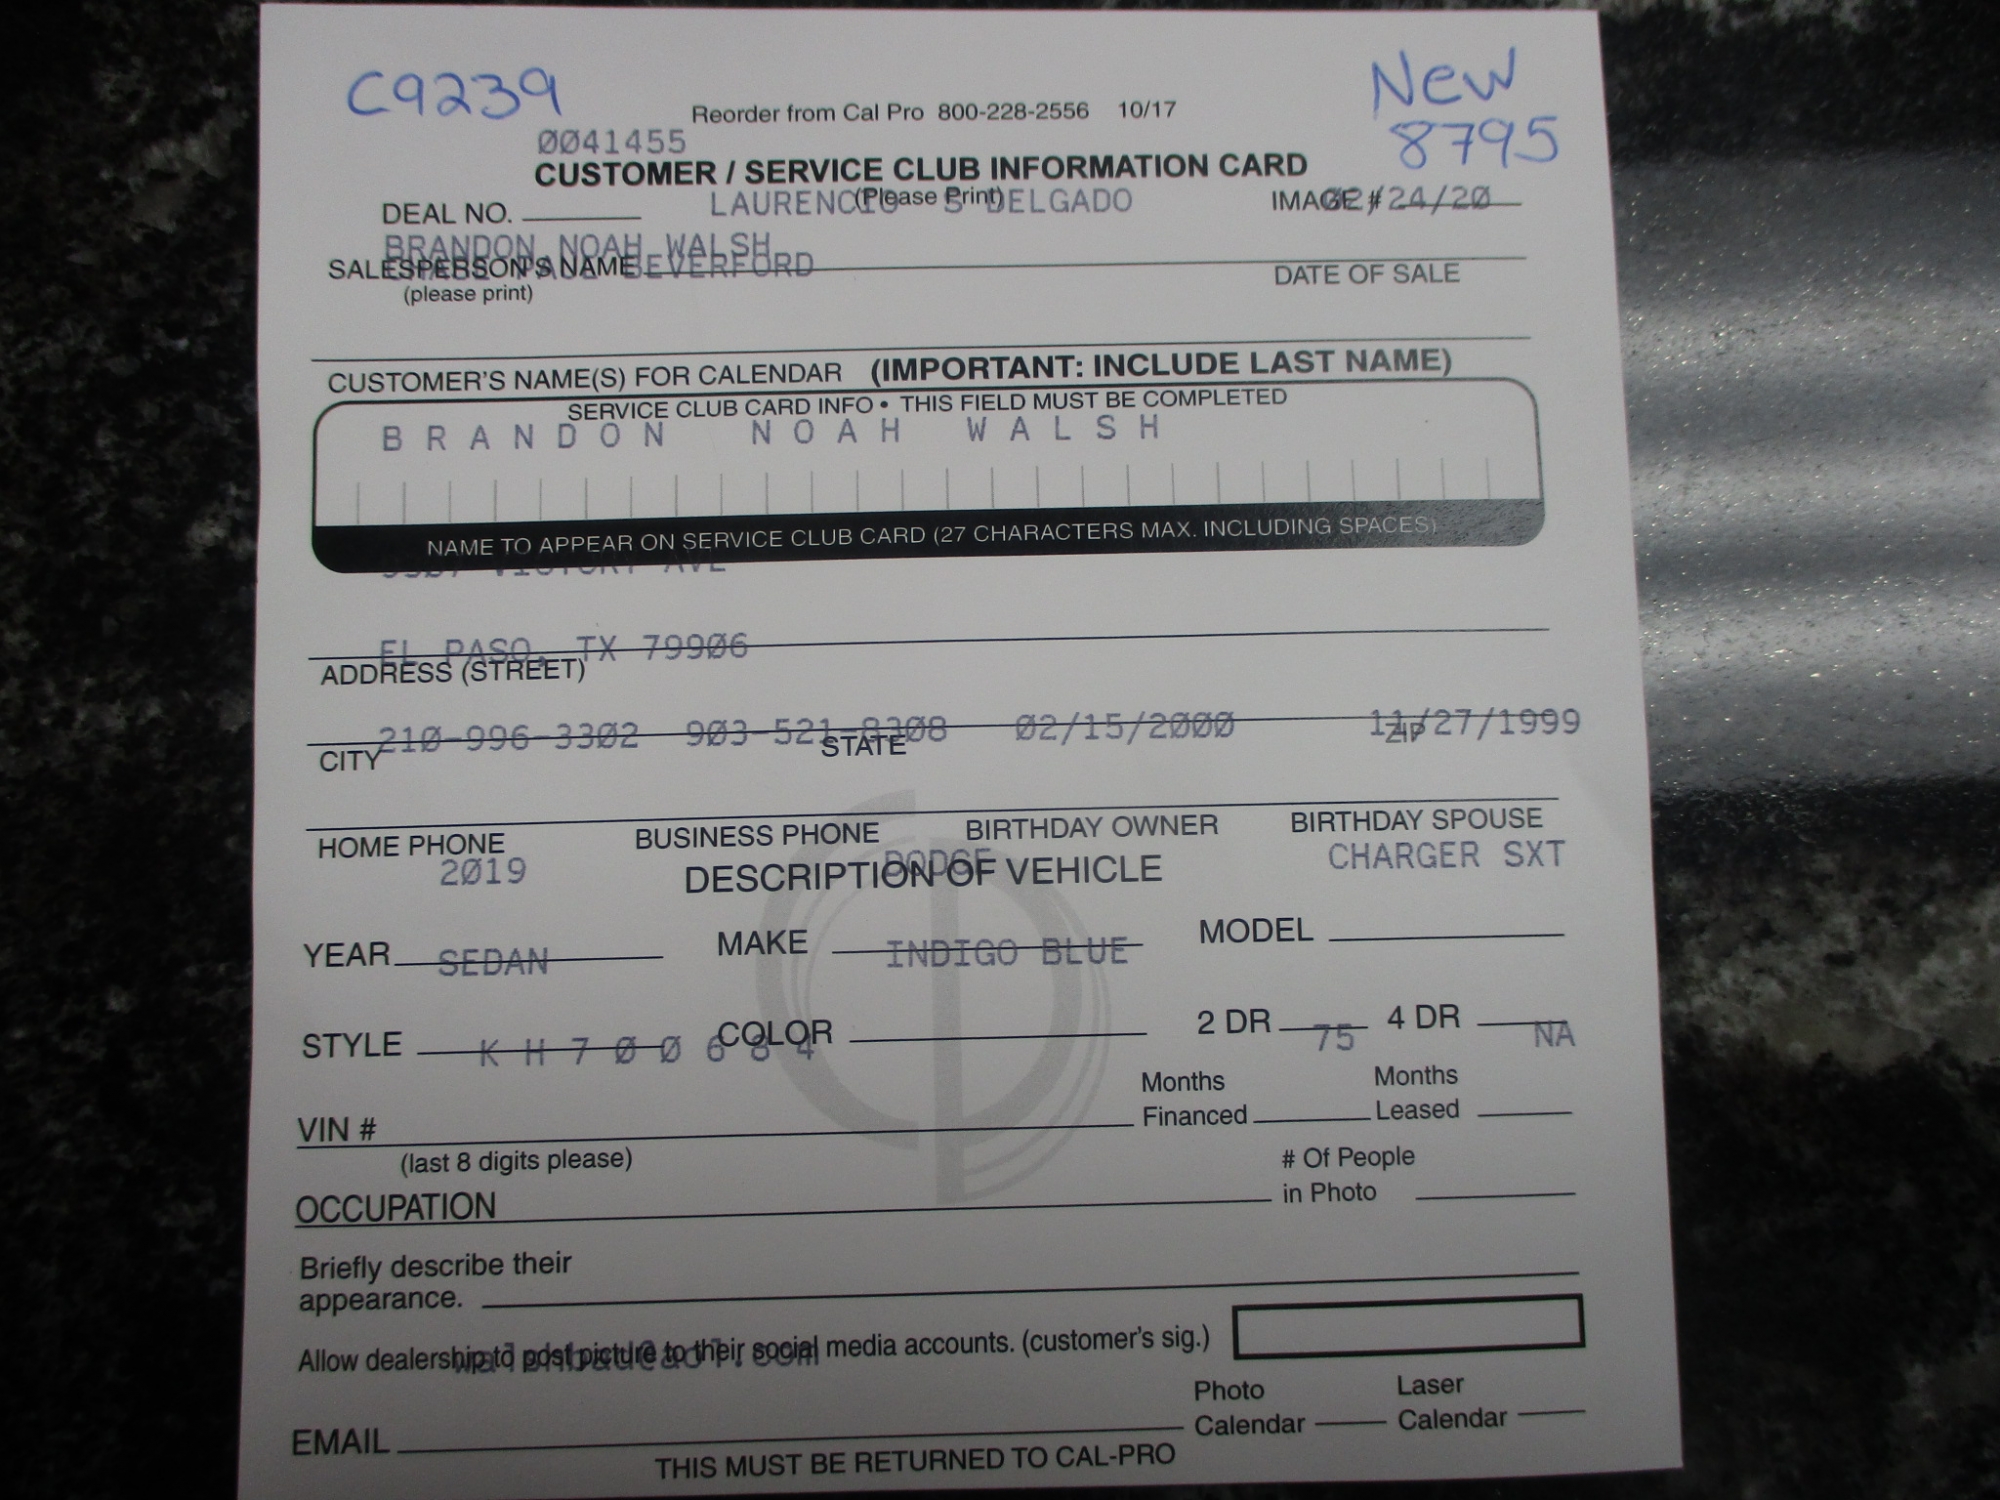 C9239
New
8795
Reorder from Cal Pro 800-228-2556 10/17
0041455
CUSTOMER / SERVICE CLUB INFORMATION CARD
(Please Print)
DEAL NO. LAURENCIO S DELGADO IMAGE # 02/24/20
BRANDON NOAH WALSH
SALESPERSON'S NAME BEVERFORD
(please print)
DATE OF SALE
CUSTOMER'S NAME(S) FOR CALENDAR (IMPORTANT: INCLUDE LAST NAME)
SERVICE CLUB CARD INFO • THIS FIELD MUST BE COMPLETED
BRANDON NOAH WALSH
NAME TO APPEAR ON SERVICE CLUB CARD (27 CHARACTERS MAX. INCLUDING SPACES)
VICTORY AVE
EL PASO, TX 79906
ADDRESS (STREET)
210-996-3302 903-521-8308 02/15/2000 11/27/1999
CITY STATE ZIP
HOME PHONE BUSINESS PHONE BIRTHDAY OWNER BIRTHDAY SPOUSE
2019 DODGE CHARGER SXT
DESCRIPTION OF VEHICLE
YEAR MAKE MODEL
SEDAN INDIGO BLUE
STYLE COLOR 2 DR 4 DR
KH700684 75 NA
VIN # Months Financed Months Leased
(last 8 digits please)
OCCUPATION # Of People in Photo
Briefly describe their
appearance.
Allow dealership to post picture to their social media accounts. (customer's sig.)
Photo Calendar Laser Calendar
EMAIL
THIS MUST BE RETURNED TO CAL-PRO